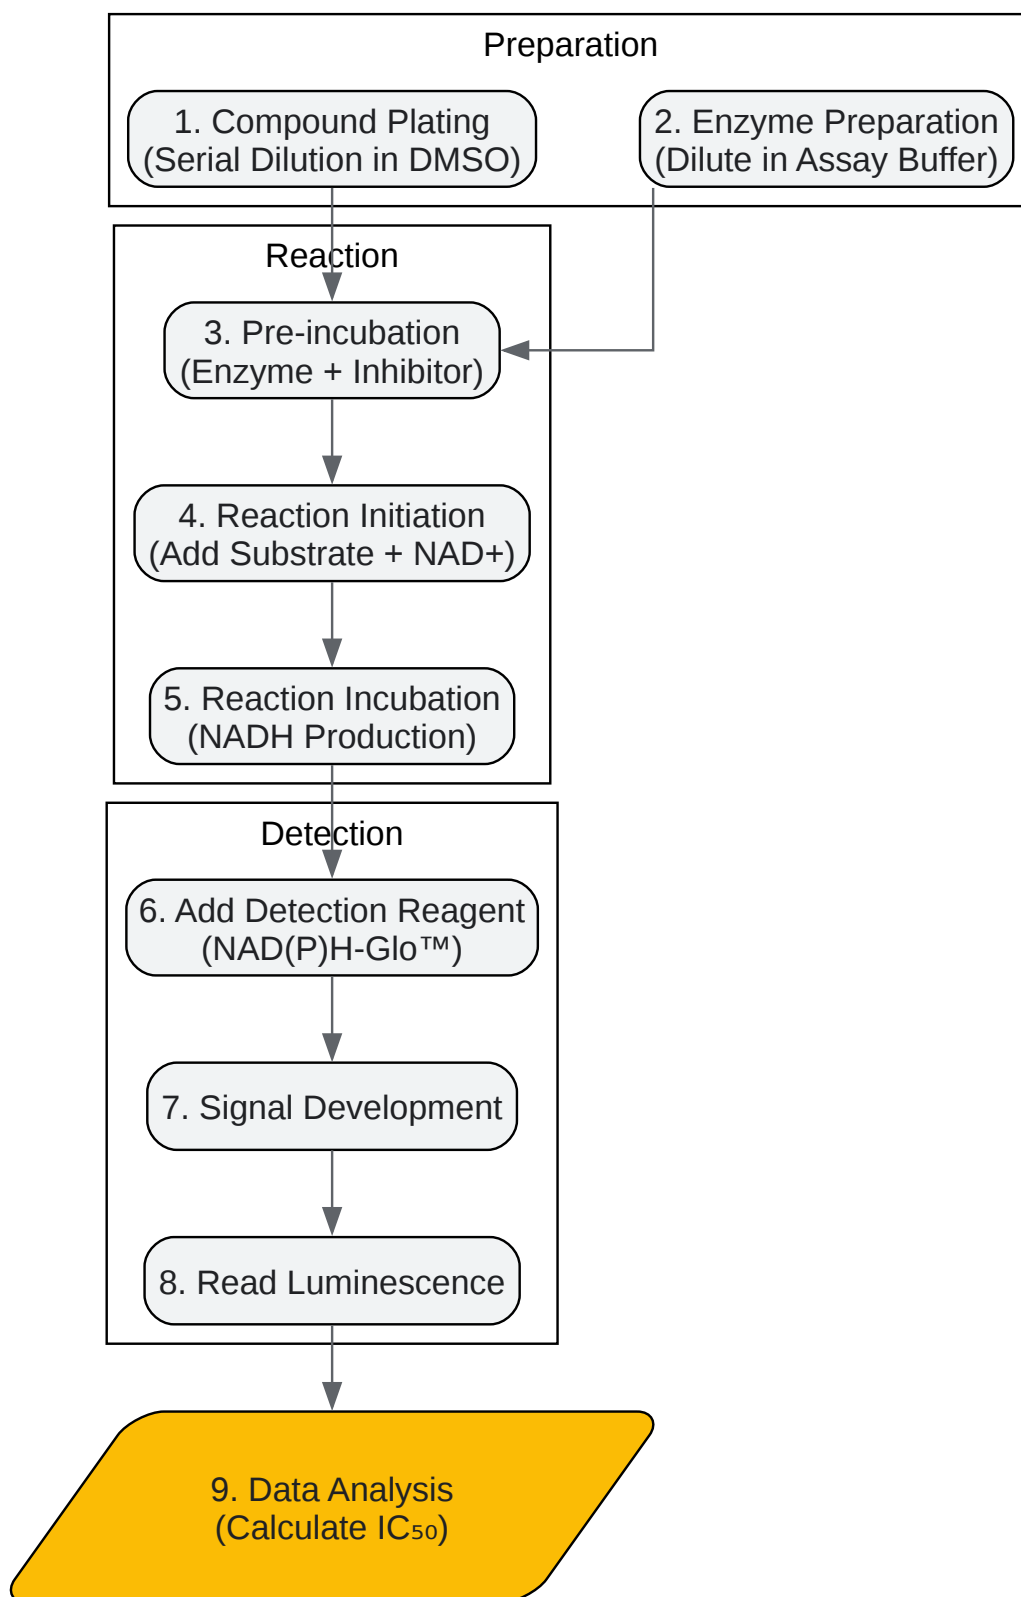 Preparation
1. Compound Plating
(Serial Dilution in DMSO)
2. Enzyme Preparation
(Dilute in Assay Buffer)
Reaction
3. Pre-incubation
(Enzyme + Inhibitor)
4. Reaction Initiation
(Add Substrate + NAD+)
5. Reaction Incubation
(NADH Production)
Detection
6. Add Detection Reagent
(NAD(P)H-Glo™)
7. Signal Development
8. Read Luminescence
9. Data Analysis
(Calculate IC₅₀)